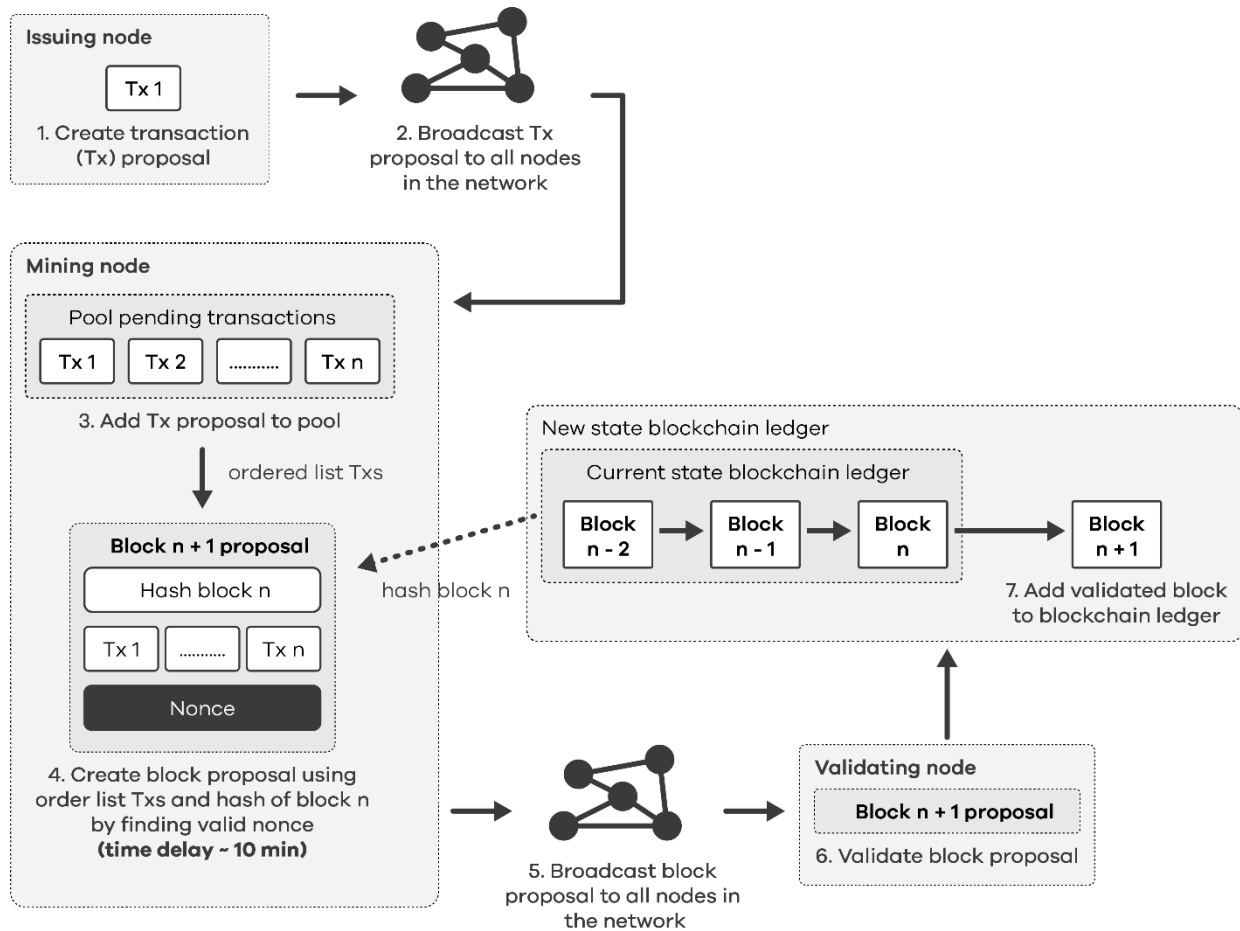 Issuing node
Tx 1
1. Create transaction
(Tx) proposal
2. Broadcast Tx
proposal to all nodes
in the network
Mining node
Pool pending transactions
Tx 1
Tx 2
...........
Tx n
3. Add Tx proposal to pool
ordered list Txs
Block n + 1 proposal
Hash block n
Tx 1
...........
Tx n
Nonce
4. Create block proposal using
order list Txs and hash of block n
by finding valid nonce
(time delay ~ 10 min)
hash block n
New state blockchain ledger
Current state blockchain ledger
Block
n - 2
Block
n - 1
Block
n
Block
n + 1
7. Add validated block
to blockchain ledger
5. Broadcast block
proposal to all nodes in
the network
Validating node
Block n + 1 proposal
6. Validate block proposal